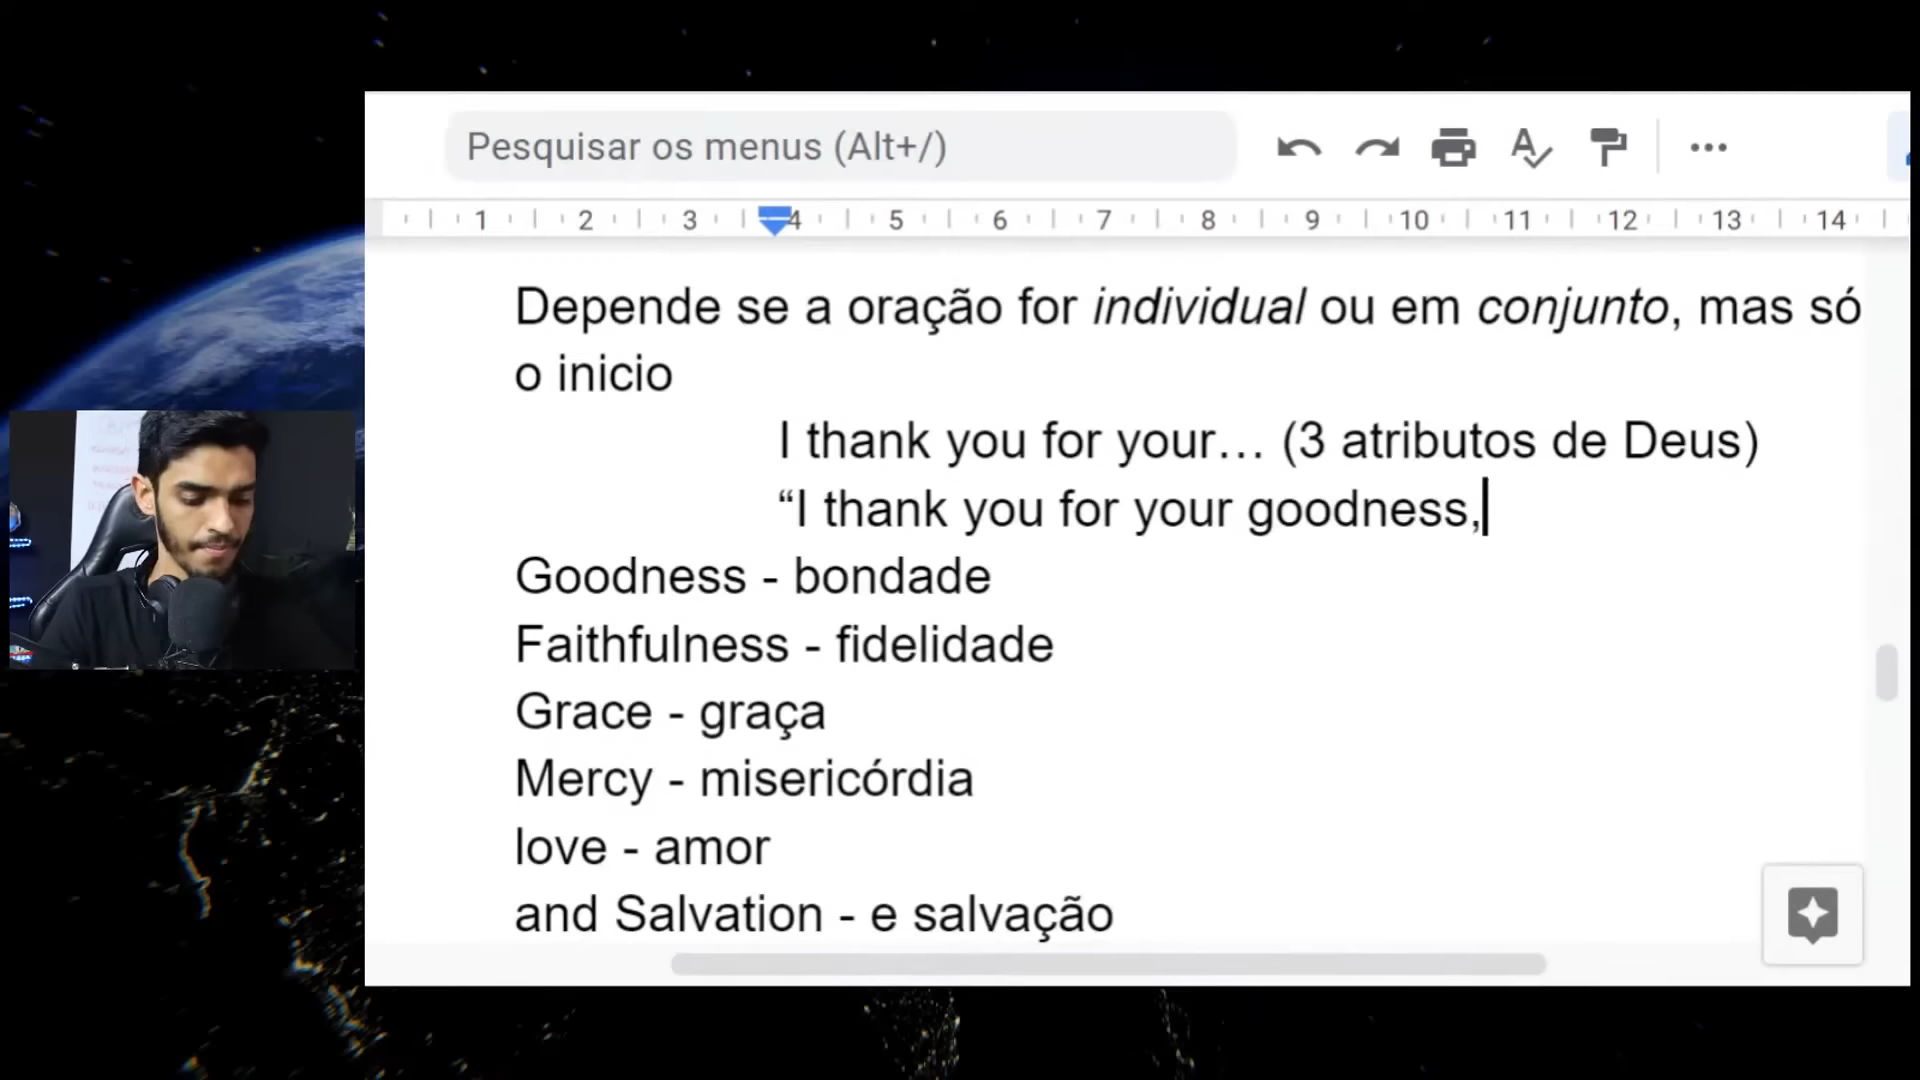 Pesquisar os menus (Alt+/)
1 2 3 4 5 6 7 8 9 10 11 12 13 14
Depende se a oração for individual ou em conjunto, mas só
o inicio
I thank you for your… (3 atributos de Deus)
“I thank you for your goodness,
Goodness - bondade
Faithfulness - fidelidade
Grace - graça
Mercy - misericórdia
love - amor
and Salvation - e salvação